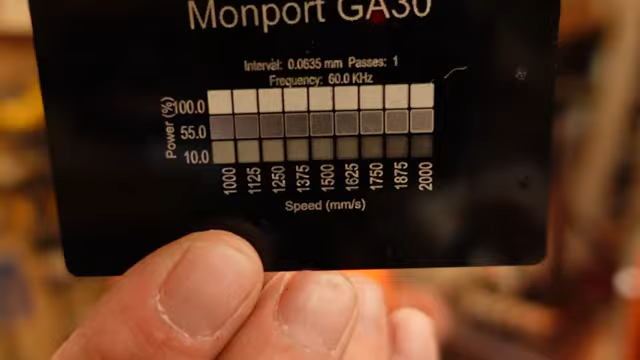 Monport GA30
Interval: 0.0635 mm Passes: 1
Frequency: 60.0 KHz
Power (%)
100.0
55.0
10.0
1000 1125 1250 1375 1500 1625 1750 1875 2000
Speed (mm/s)